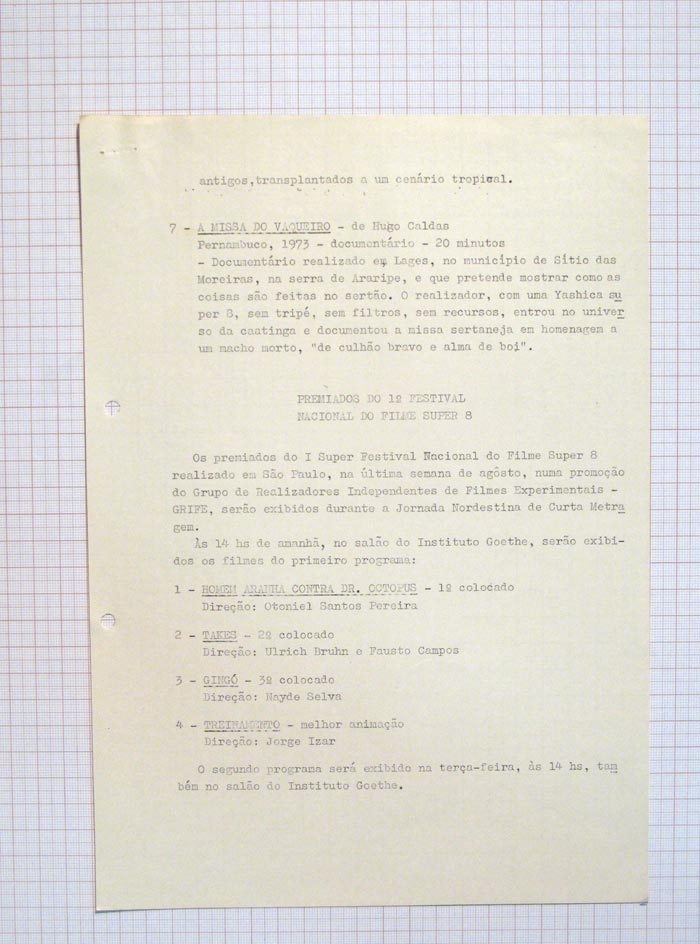 antigos, transplantados a um cenário tropical.
7 - A MISSA DO VAQUEIRO - de Hugo Caldas
Pernambuco, 1973 - documentário - 20 minutos
- Documentário realizado em Lages, no município de Sítio das
Moreiras, na serra de Araripe, e que pretende mostrar como as
coisas são feitas no sertão. O realizador, com uma Yashica su
per 8, sem tripé, sem filtros, sem recursos, entrou no univer
so da castinga e documentou a missa sertaneja em homenagem a
um macho morto, "de culhão bravo e alma de boi".
PREMIADOS DO 1º FESTIVAL
NACIONAL DO FILME SUPER 8
Os premiados do I Super Festival Nacional do Filme Super 8
realizado em São Paulo, na última semana de agôsto, numa promoção
do Grupo de Realizadores Independentes de Filmes Experimentais -
GRIFE, serão exibidos durante a Jornada Nordestina de Curta Metra
gem.
Às 14 hs de amanhã, no salão do Instituto Goethe, serão exibi-
dos os filmes do primeiro programa:
1 - HOMEM ARANHA CONTRA DR. OCTOPUS - 1º colocado
Direção: Otoniel Santos Pereira
2 - TAKES - 2º colocado
Direção: Ulrich Bruhn e Fausto Campos
3 - GINGÓ - 3º colocado
Direção: Nayde Selva
4 - TREINAMENTO - melhor animação
Direção: Jorge Izar
O segundo programa será exibido na terça-feira, às 14 hs, tam
bém no salão do Instituto Goethe.